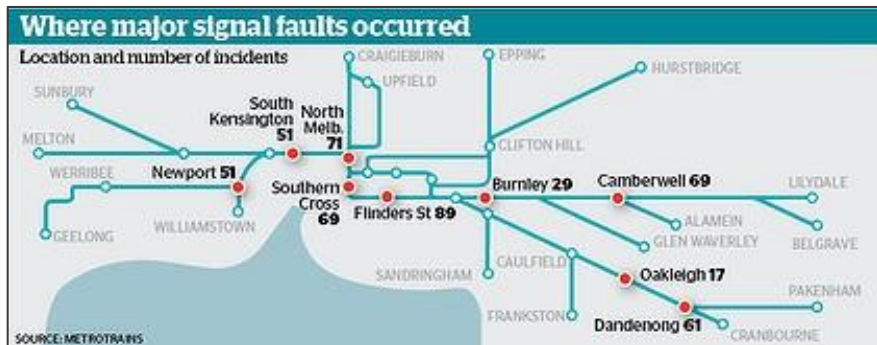 Where major signal faults occurred
Location and number of incidents
CRAIGIEBURN
EPPING
HURSTBRIDGE
UPFIELD
SUNBURY
South
Kensington
51
North
Melb.
71
MELTON
CLIFTON HILL
WERRIBEE
Newport 51
Southern
Cross
69
Flinders St 89
Burnley 29
Camberwell 69
LILYDALE
WILLIAMSTOWN
GEELONG
ALAMEIN
GLEN WAVERLEY
BELGRAVE
CAULFIELD
SANDRINGHAM
Oakleigh 17
PAKENHAM
FRANKSTON
Dandenong 61
CRANBOURNE
SOURCE: METROTRAINS